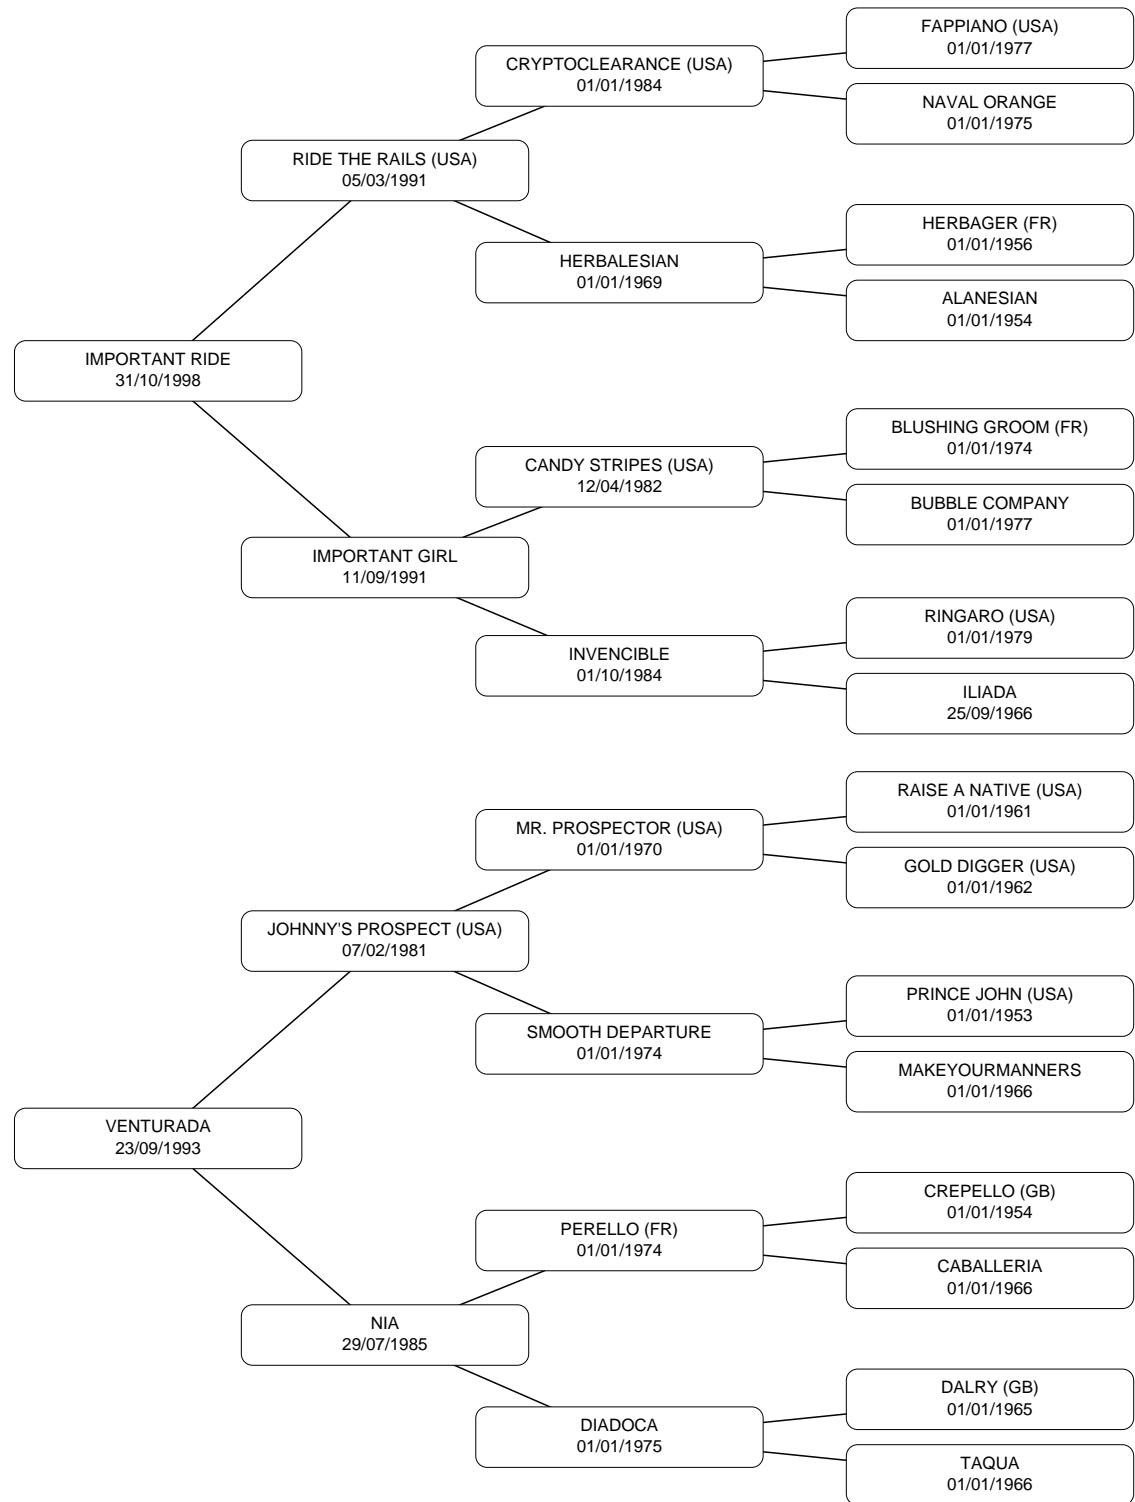 FAPPIANO (USA)
01/01/1977
CRYPTOCLEARANCE (USA)
01/01/1984
NAVAL ORANGE
01/01/1975
RIDE THE RAILS (USA)
05/03/1991
HERBAGER (FR)
01/01/1956
HERBALESIAN
01/01/1969
ALANESIAN
01/01/1954
IMPORTANT RIDE
31/10/1998
BLUSHING GROOM (FR)
01/01/1974
CANDY STRIPES (USA)
12/04/1982
BUBBLE COMPANY
01/01/1977
IMPORTANT GIRL
11/09/1991
RINGARO (USA)
01/01/1979
INVENCIBLE
01/10/1984
ILIADA
25/09/1966
RAISE A NATIVE (USA)
01/01/1961
MR. PROSPECTOR (USA)
01/01/1970
GOLD DIGGER (USA)
01/01/1962
JOHNNY'S PROSPECT (USA)
07/02/1981
PRINCE JOHN (USA)
01/01/1953
SMOOTH DEPARTURE
01/01/1974
MAKEYOURMANNERS
01/01/1966
VENTURADA
23/09/1993
CREPELLO (GB)
01/01/1954
PERELLO (FR)
01/01/1974
CABALLERIA
01/01/1966
NIA
29/07/1985
DALRY (GB)
01/01/1965
DIADOCA
01/01/1975
TAQUA
01/01/1966